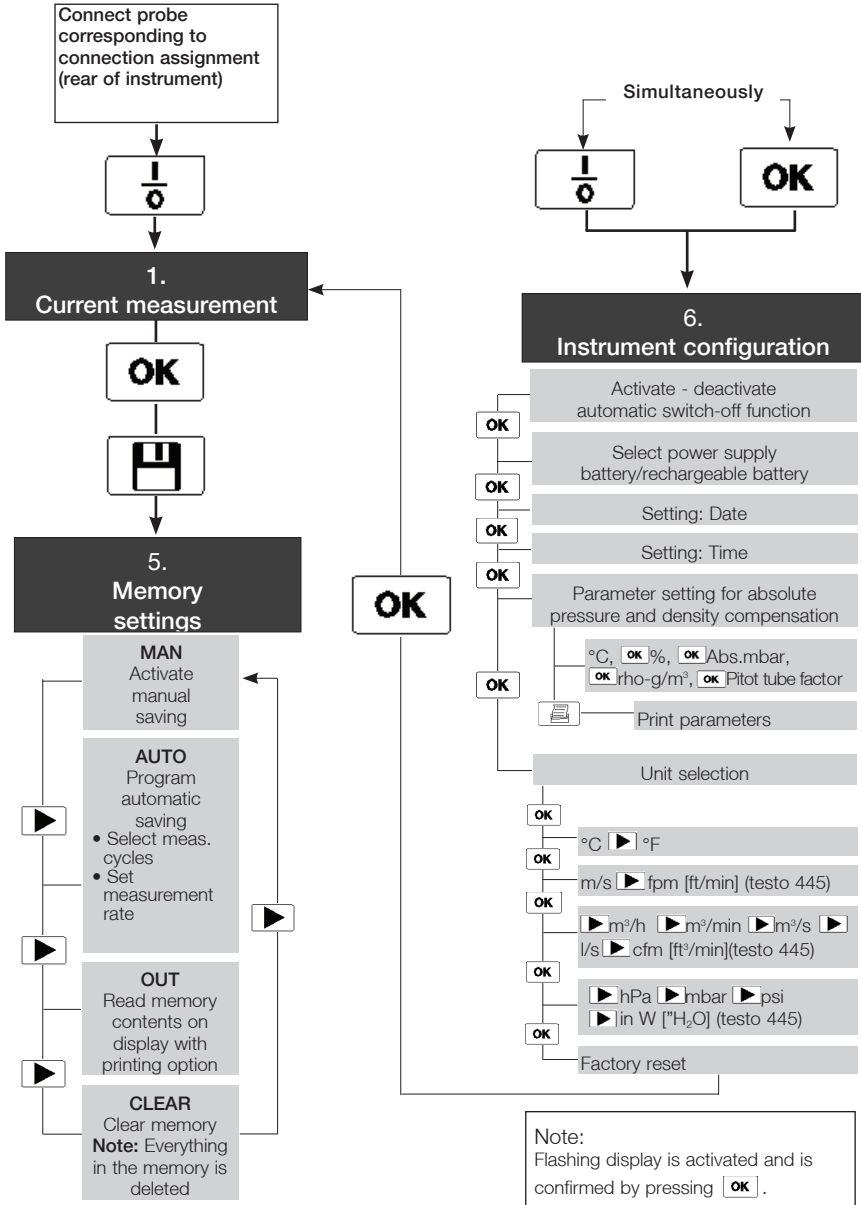 Connect probe
corresponding to
connection assignment
(rear of instrument)
I
0
1.
Current measurement
OK
5.
Memory
settings
MAN
Activate
manual
saving
AUTO
Program
automatic
saving
• Select meas.
cycles
• Set
measurement
rate
OUT
Read memory
contents on
display with
printing option
CLEAR
Clear memory
Note: Everything
in the memory is
deleted
OK
Simultaneously
I
0
OK
6.
Instrument configuration
Activate - deactivate
automatic switch-off function
OK
Select power supply
battery/rechargeable battery
OK
Setting: Date
OK
Setting: Time
OK
Parameter setting for absolute
pressure and density compensation
°C, OK %, OK Abs.mbar,
OK rho-g/m³, OK Pitot tube factor
OK
Print parameters
Unit selection
OK
°C ▶ °F
OK
m/s ▶ fpm [ft/min] (testo 445)
OK
▶ m³/h ▶ m³/min ▶ m³/s ▶
l/s ▶ cfm [ft³/min](testo 445)
OK
▶ hPa ▶ mbar ▶ psi
▶ in W ["H₂O] (testo 445)
OK
Factory reset
Note:
Flashing display is activated and is
confirmed by pressing OK .